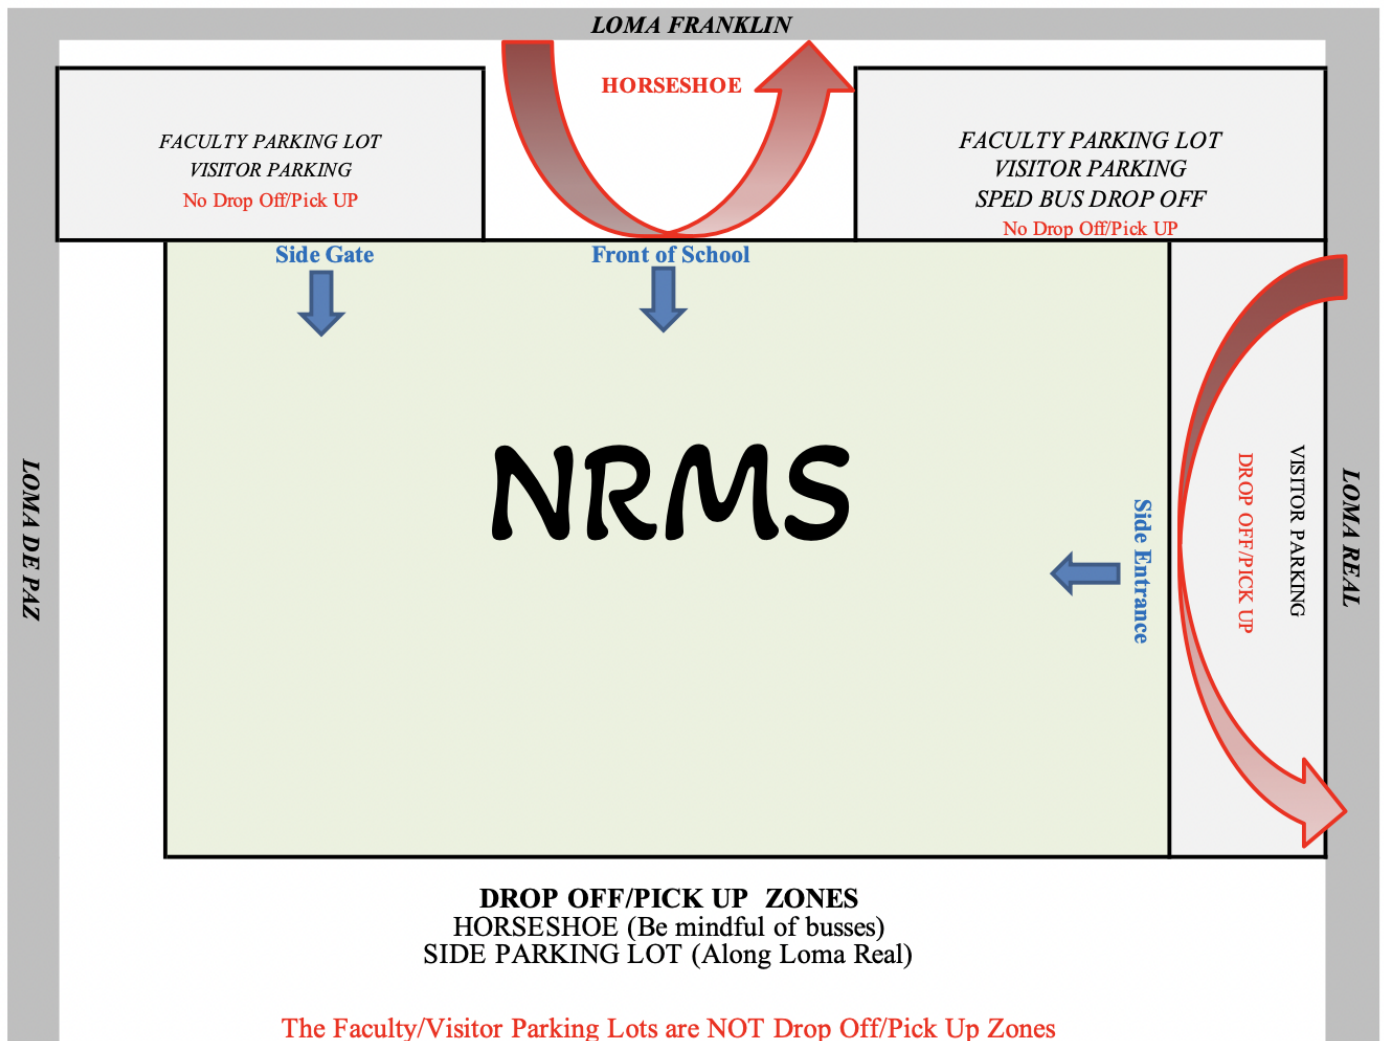 LOMA FRANKLIN
HORSESHOE
FACULTY PARKING LOT
VISITOR PARKING
No Drop Off/Pick UP
FACULTY PARKING LOT
VISITOR PARKING
SPED BUS DROP OFF
No Drop Off/Pick UP
Side Gate
Front of School
NRMS
LOMA DE PAZ
Side Entrance
DROP OFF/PICK UP
VISITOR PARKING
LOMA REAL
DROP OFF/PICK UP ZONES
HORSESHOE (Be mindful of busses)
SIDE PARKING LOT (Along Loma Real)
The Faculty/Visitor Parking Lots are NOT Drop Off/Pick Up Zones